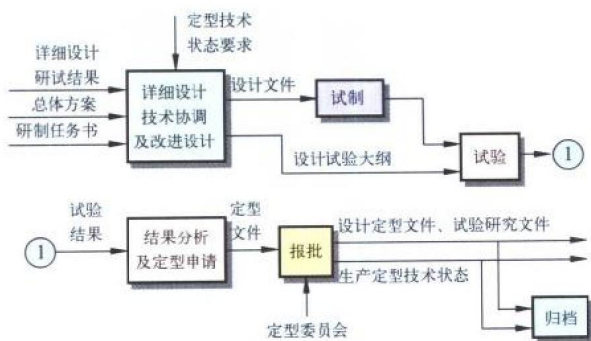 定型技术
状态要求
详细设计
研试结果
总体方案
研制任务书
详细设计
技术协调
及改进设计
设计文件
试制
设计试验大纲
试验
1
1
试验
结果
结果分析
及定型申请
定型
文件
报批
设计定型文件、试验研究文件
生产定型技术状态
定型委员会
归档